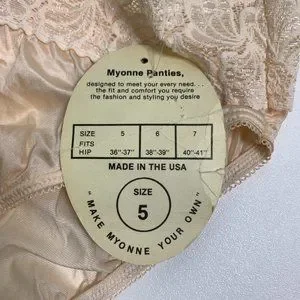 Myonne Panties,
designed to meet your every need...
the fit and comfort you require
the fashion and styling you desire
SIZE 5 6 7
FITS
HIP 36"-37" 38"-39" 40"-41"
MADE IN THE USA
SIZE
5
"MAKE MYONNE YOUR OWN"